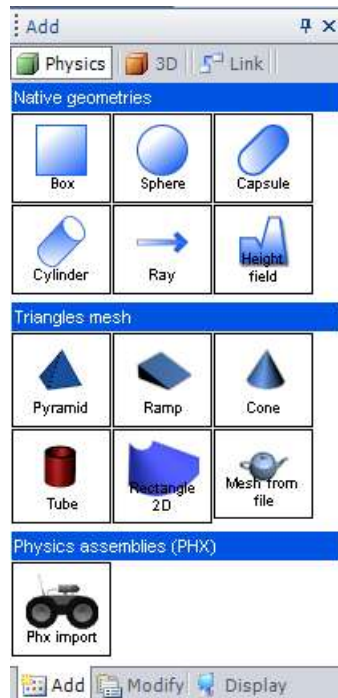 Add
Physics 3D Link
Native geometries
Box Sphere Capsule
Cylinder Ray Height
field
Triangles mesh
Pyramid Ramp Cone
Tube Rectangle
2D Mesh from
file
Physics assemblies (PHX)
Phx import
Add Modify Display